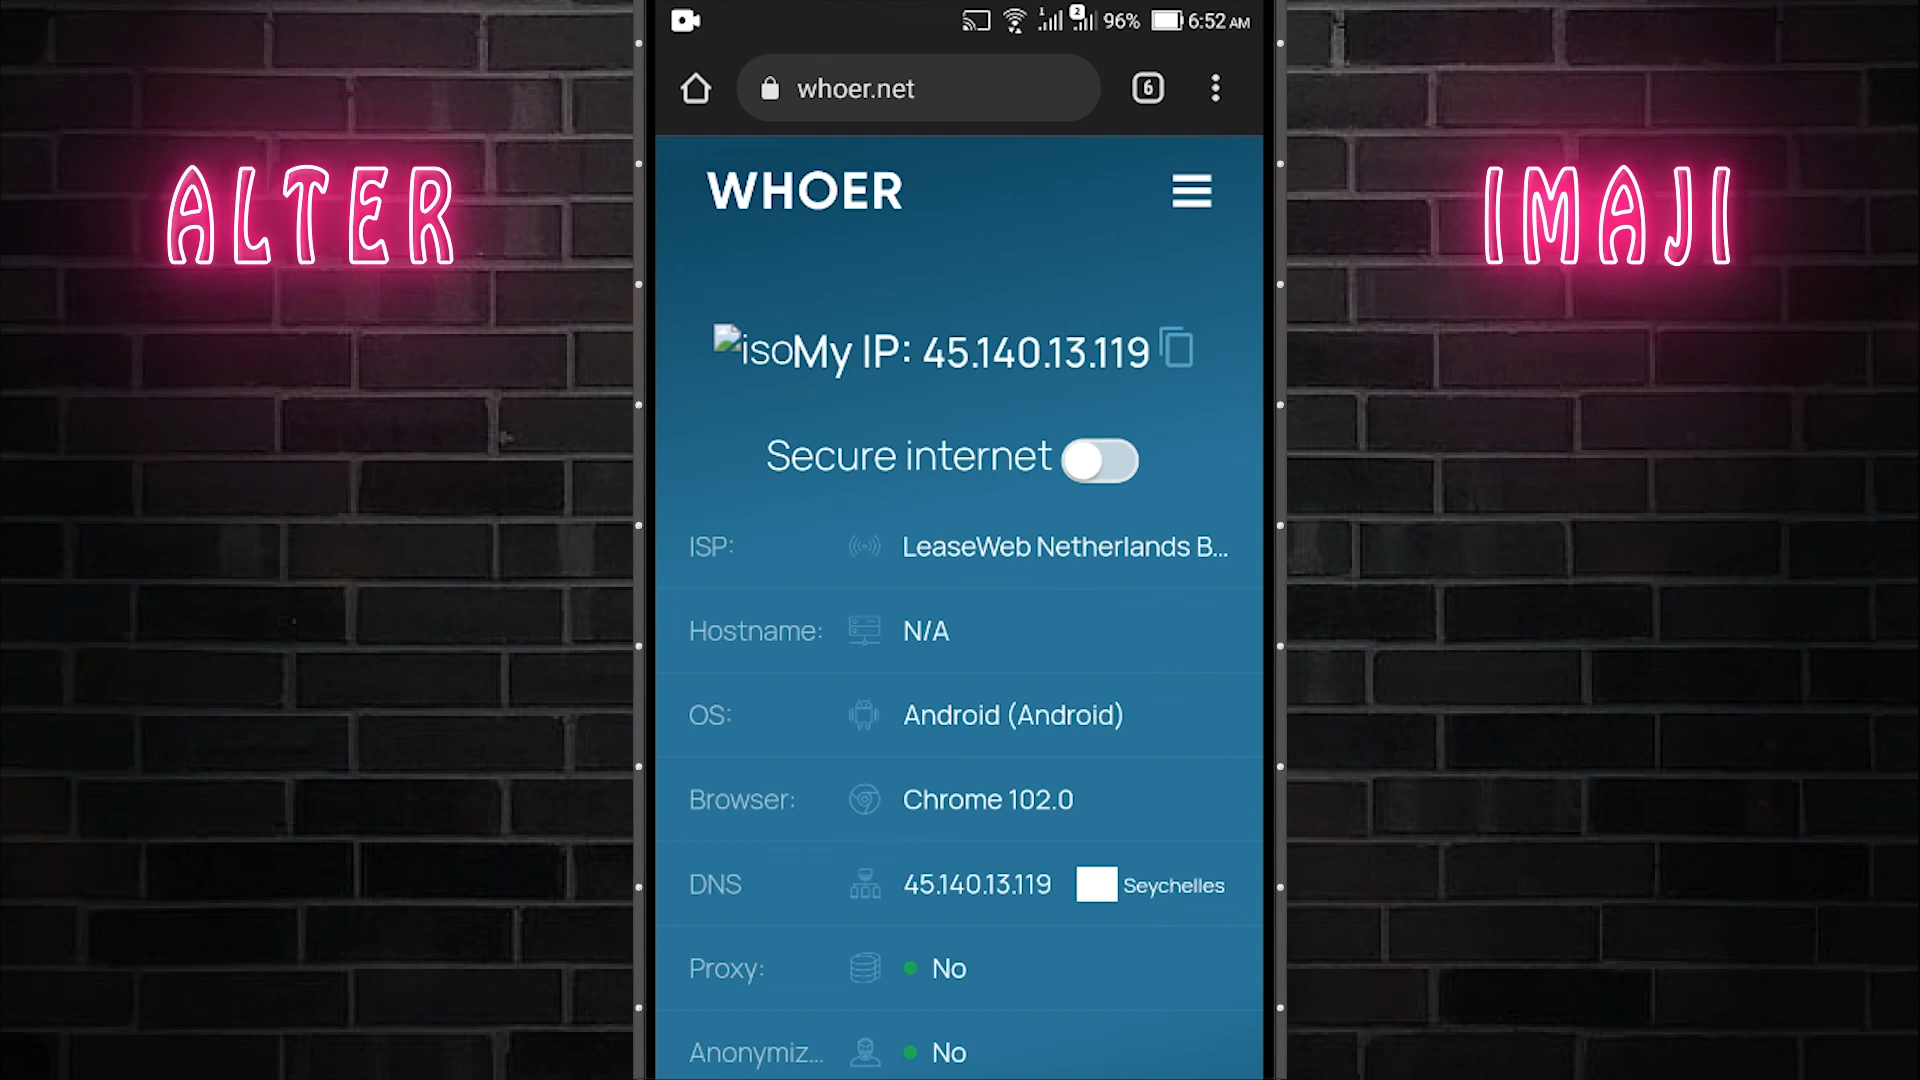 1 2 96% 6:52 AM
whoer.net 6
ALTER
IMAJI
WHOER
isoMy IP: 45.140.13.119
Secure internet
ISP: LeaseWeb Netherlands B...
Hostname: N/A
OS: Android (Android)
Browser: Chrome 102.0
DNS 45.140.13.119 Seychelles
Proxy: No
Anonymiz... No